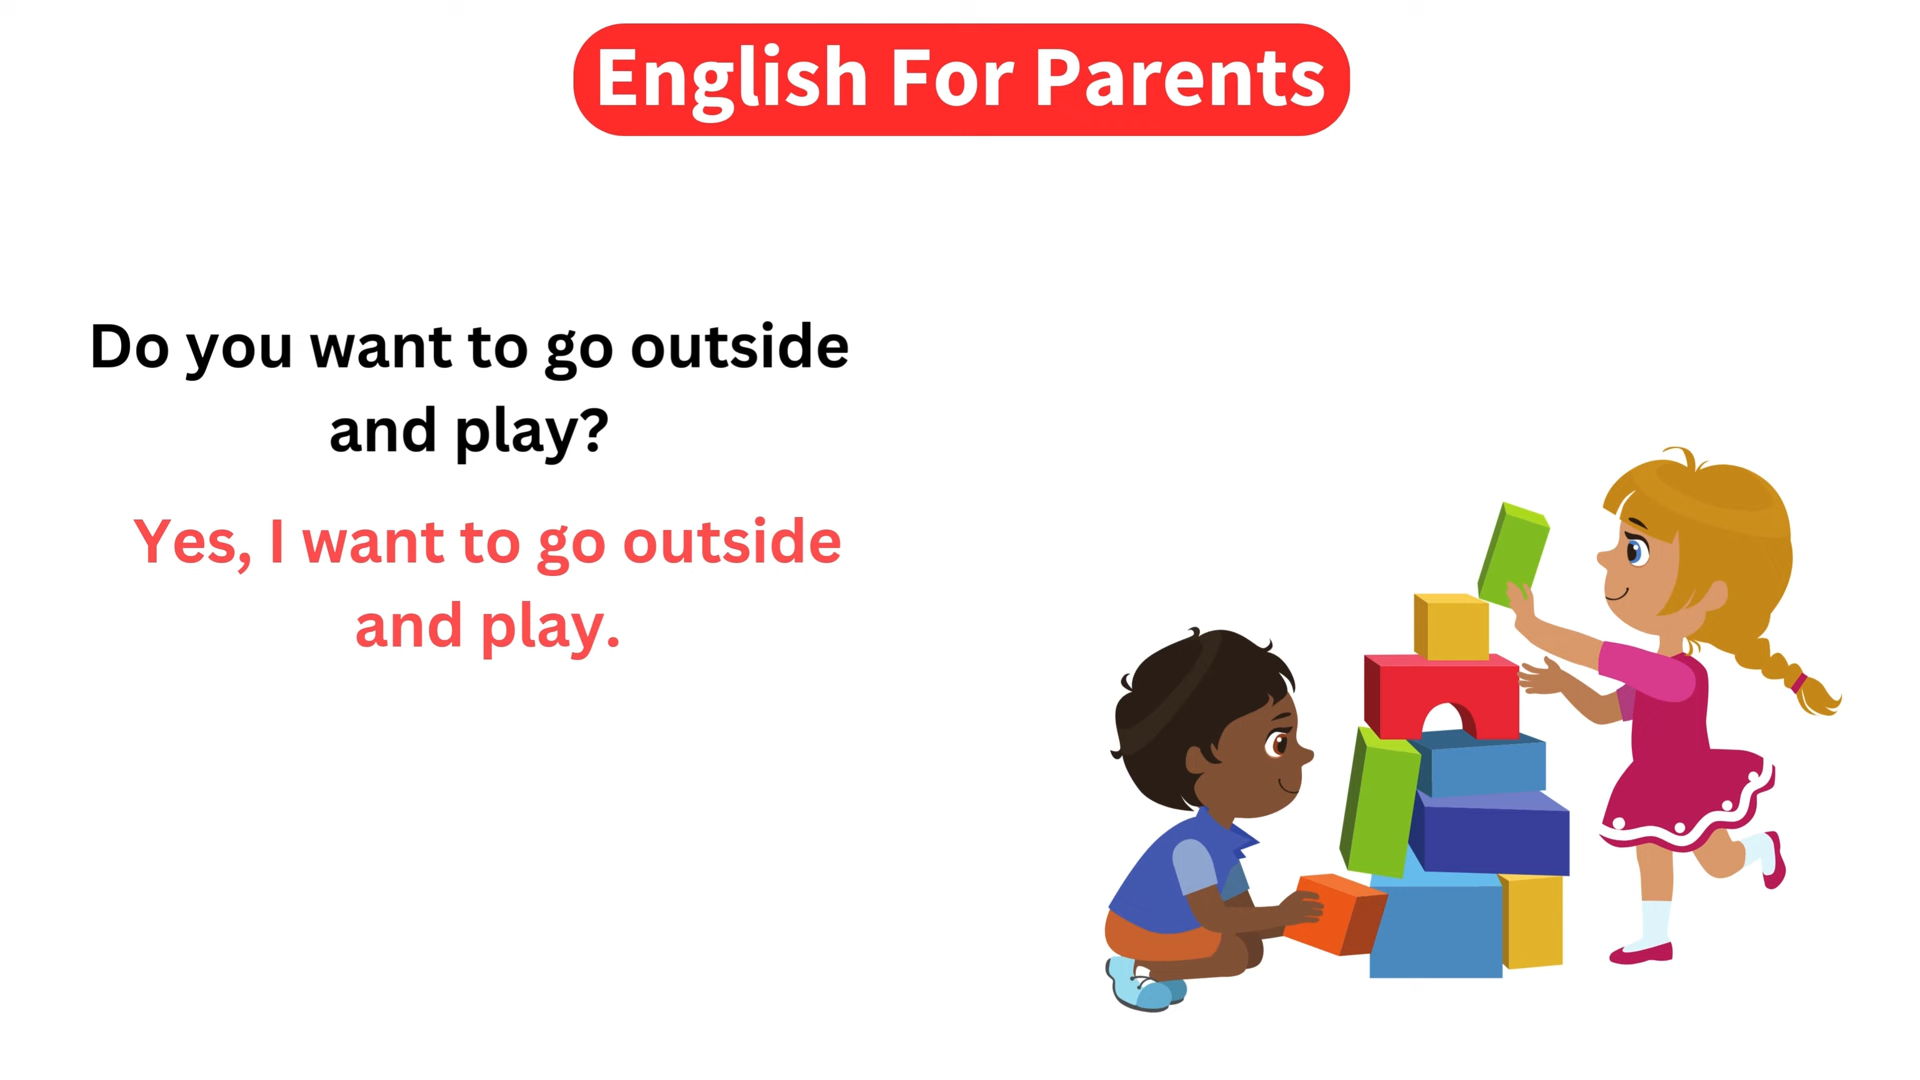 English For Parents
Do you want to go outside
and play?
Yes, I want to go outside
and play.